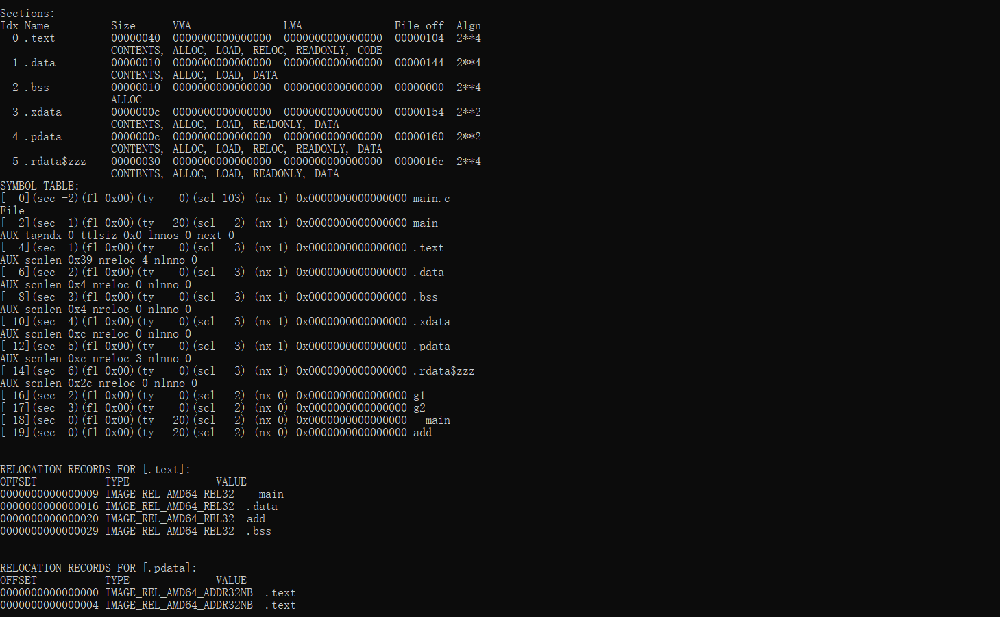 Sections:
Idx Name          Size      VMA               LMA               File off  Algn
  0 .text         00000040  0000000000000000  0000000000000000  00000104  2**4
                  CONTENTS, ALLOC, LOAD, RELOC, READONLY, CODE
  1 .data         00000010  0000000000000000  0000000000000000  00000144  2**4
                  CONTENTS, ALLOC, LOAD, DATA
  2 .bss          00000010  0000000000000000  0000000000000000  00000000  2**4
                  ALLOC
  3 .xdata        0000000c  0000000000000000  0000000000000000  00000154  2**2
                  CONTENTS, ALLOC, LOAD, READONLY, DATA
  4 .pdata        0000000c  0000000000000000  0000000000000000  00000160  2**2
                  CONTENTS, ALLOC, LOAD, RELOC, READONLY, DATA
  5 .rdata$zzz    00000030  0000000000000000  0000000000000000  0000016c  2**4
                  CONTENTS, ALLOC, LOAD, READONLY, DATA
SYMBOL TABLE:
[  0](sec -2)(fl 0x00)(ty    0)(scl 103) (nx 1) 0x0000000000000000 main.c
File
[  2](sec  1)(fl 0x00)(ty   20)(scl   2) (nx 1) 0x0000000000000000 main
AUX tagndx 0 ttlsiz 0x0 lnnos 0 next 0
[  4](sec  1)(fl 0x00)(ty    0)(scl   3) (nx 1) 0x0000000000000000 .text
AUX scnlen 0x39 nreloc 4 nlnno 0
[  6](sec  2)(fl 0x00)(ty    0)(scl   3) (nx 1) 0x0000000000000000 .data
AUX scnlen 0x4 nreloc 0 nlnno 0
[  8](sec  3)(fl 0x00)(ty    0)(scl   3) (nx 1) 0x0000000000000000 .bss
AUX scnlen 0x4 nreloc 0 nlnno 0
[ 10](sec  4)(fl 0x00)(ty    0)(scl   3) (nx 1) 0x0000000000000000 .xdata
AUX scnlen 0xc nreloc 0 nlnno 0
[ 12](sec  5)(fl 0x00)(ty    0)(scl   3) (nx 1) 0x0000000000000000 .pdata
AUX scnlen 0xc nreloc 3 nlnno 0
[ 14](sec  6)(fl 0x00)(ty    0)(scl   3) (nx 1) 0x0000000000000000 .rdata$zzz
AUX scnlen 0x2c nreloc 0 nlnno 0
[ 16](sec  2)(fl 0x00)(ty    0)(scl   2) (nx 0) 0x0000000000000000 g1
[ 17](sec  3)(fl 0x00)(ty    0)(scl   2) (nx 0) 0x0000000000000000 g2
[ 18](sec  0)(fl 0x00)(ty   20)(scl   2) (nx 0) 0x0000000000000000 __main
[ 19](sec  0)(fl 0x00)(ty   20)(scl   2) (nx 0) 0x0000000000000000 add
RELOCATION RECORDS FOR [.text]:
OFFSET           TYPE              VALUE
0000000000000009 IMAGE_REL_AMD64_REL32  __main
0000000000000016 IMAGE_REL_AMD64_REL32  .data
0000000000000020 IMAGE_REL_AMD64_REL32  add
0000000000000029 IMAGE_REL_AMD64_REL32  .bss
RELOCATION RECORDS FOR [.pdata]:
OFFSET           TYPE              VALUE
0000000000000000 IMAGE_REL_AMD64_ADDR32NB  .text
0000000000000004 IMAGE_REL_AMD64_ADDR32NB  .text